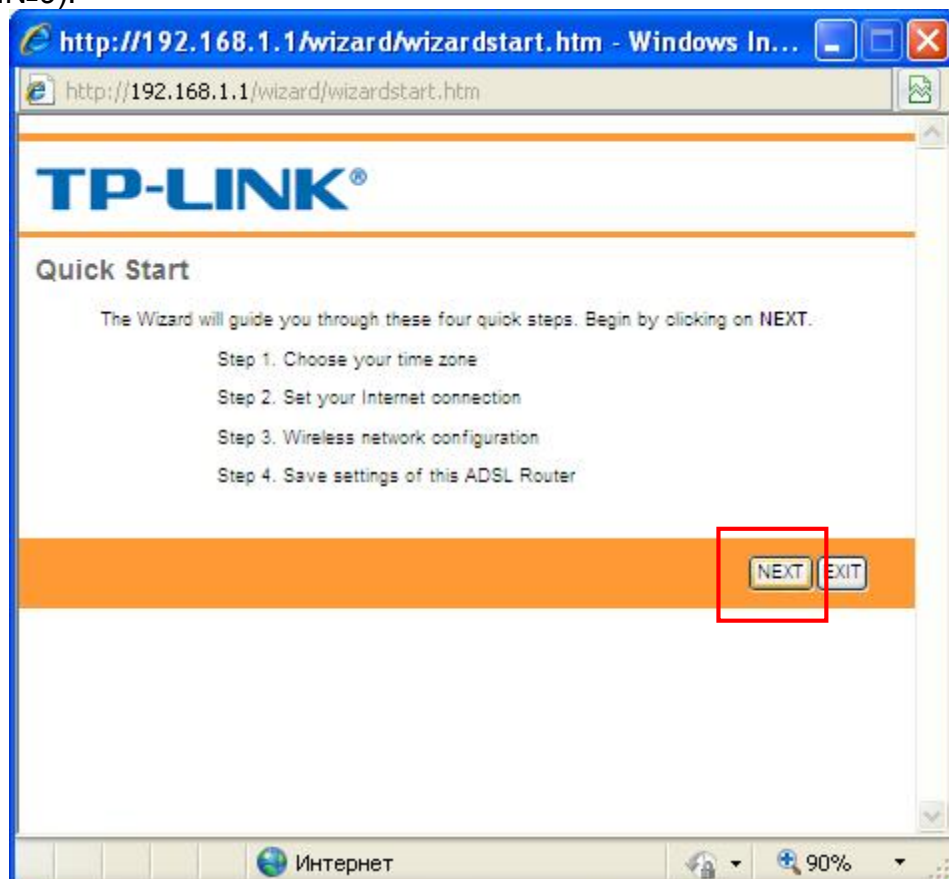 №6).
http://192.168.1.1/wizard/wizardstart.htm - Windows In...
http://192.168.1.1/wizard/wizardstart.htm
TP-LINK®
Quick Start
The Wizard will guide you through these four quick steps. Begin by clicking on NEXT.
Step 1. Choose your time zone
Step 2. Set your Internet connection
Step 3. Wireless network configuration
Step 4. Save settings of this ADSL Router
NEXT EXIT
Интернет 90%